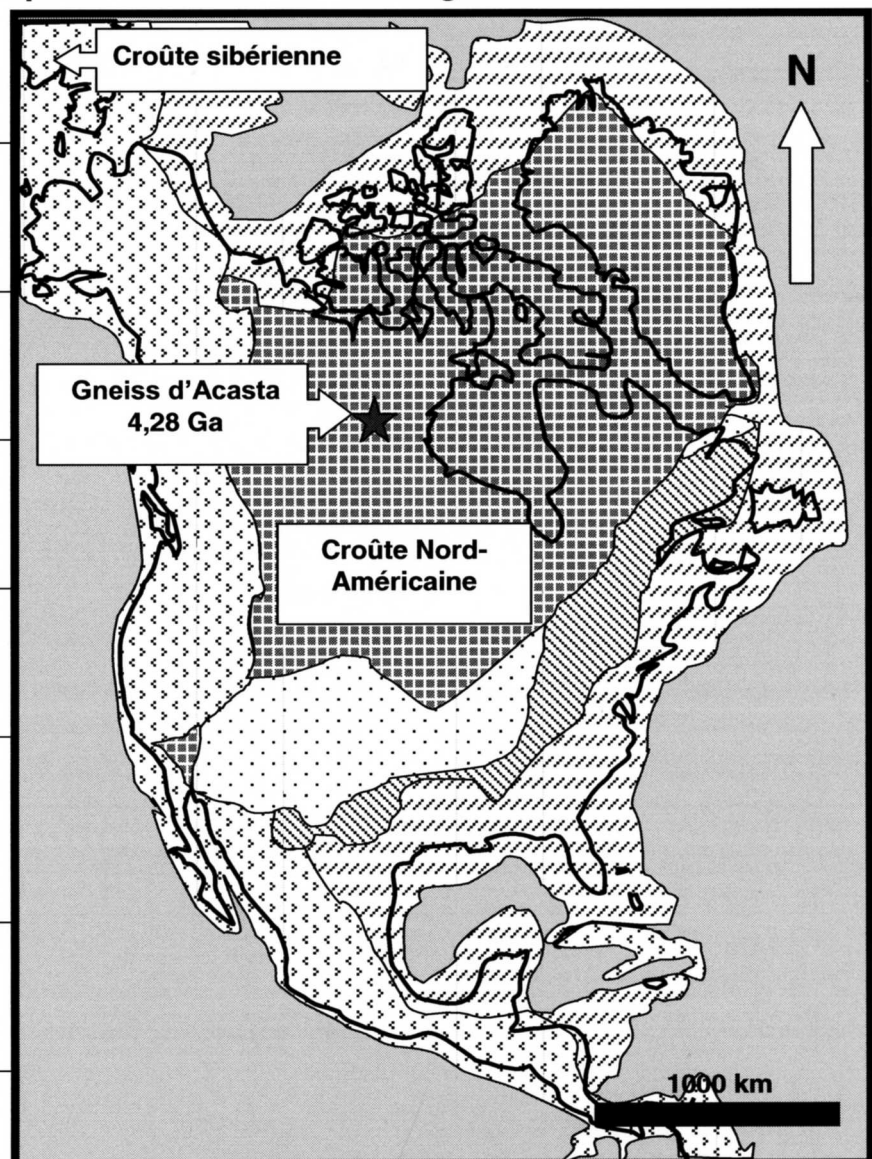 Croûte sibérienne
N
Gneiss d'Acasta
4,28 Ga
Croûte Nord-
Américaine
1000 km